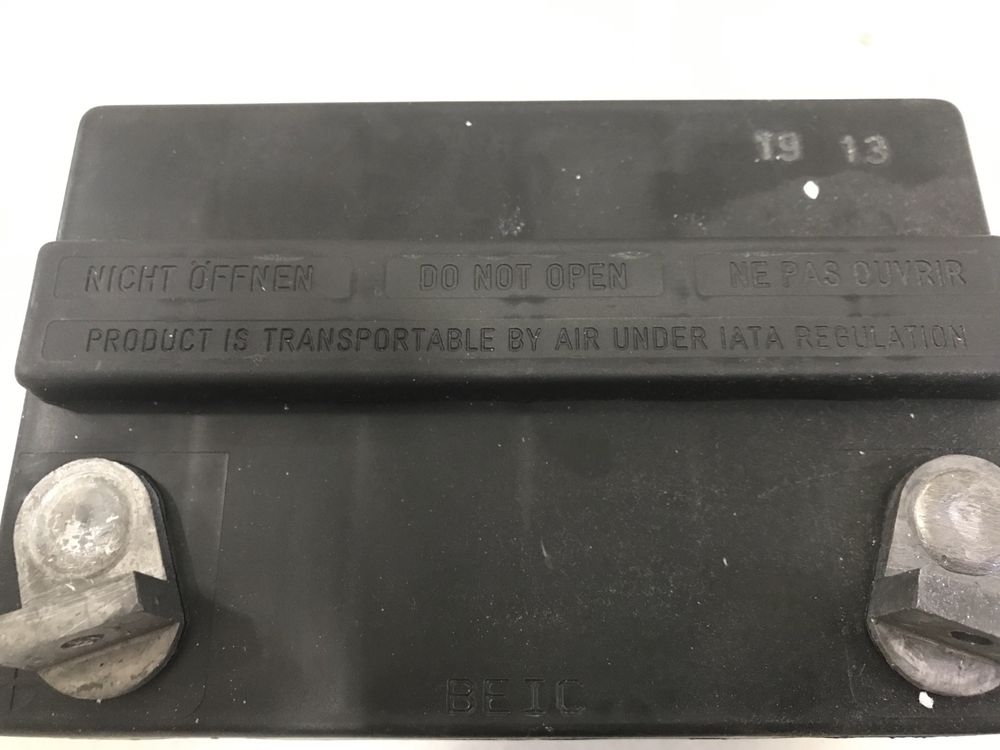 19 13
NICHT ÖFFNEN DO NOT OPEN NE PAS OUVRIR
PRODUCT IS TRANSPORTABLE BY AIR UNDER IATA REGULATION
BEIC